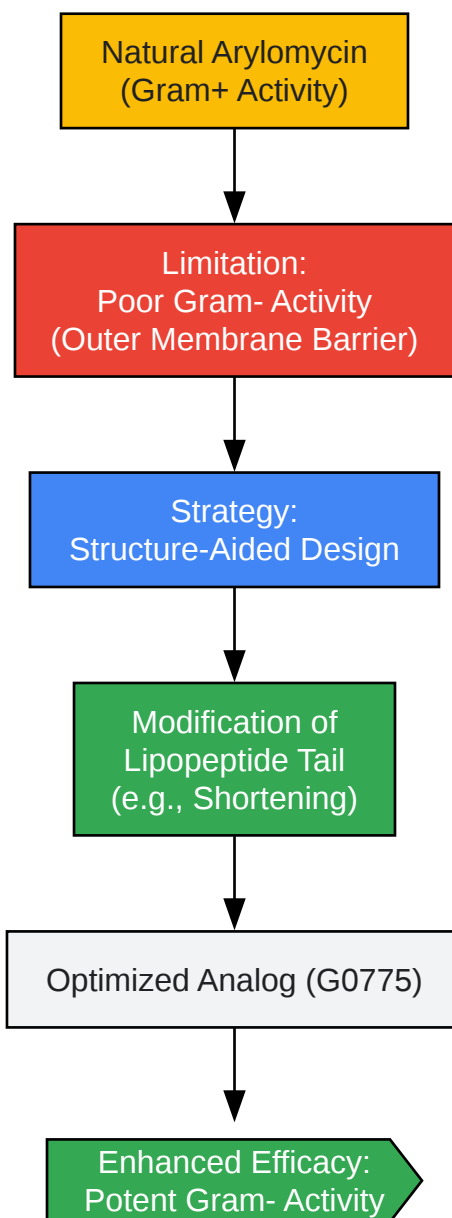 Natural Arylomycin
(Gram+ Activity)
Limitation:
Poor Gram- Activity
(Outer Membrane Barrier)
Strategy:
Structure-Aided Design
Modification of
Lipopeptide Tail
(e.g., Shortening)
Optimized Analog (G0775)
Enhanced Efficacy:
Potent Gram- Activity